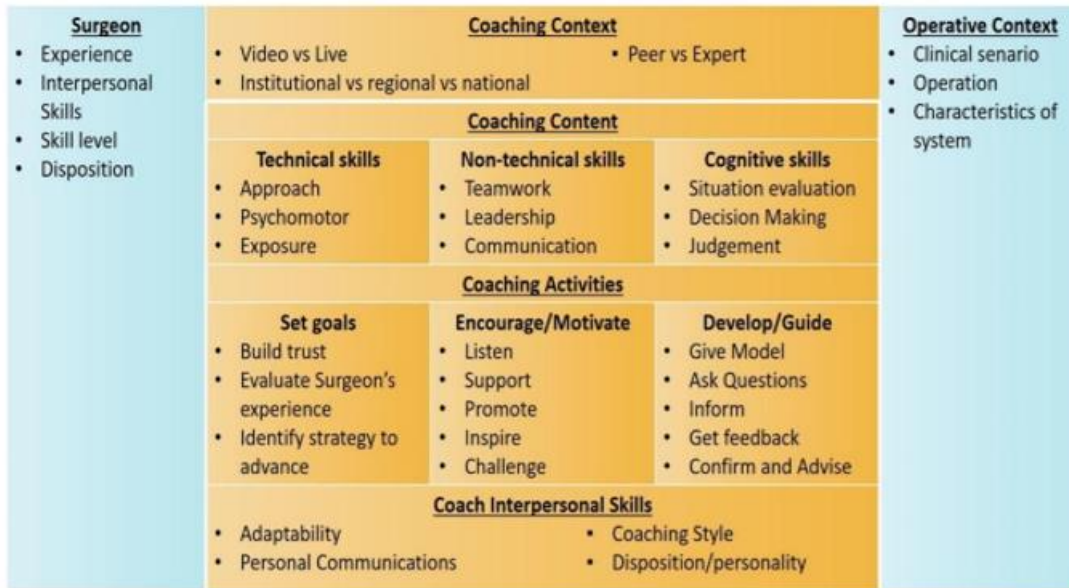 Surgeon
• Experience
• Interpersonal
Skills
• Skill level
• Disposition
Coaching Context
• Video vs Live
• Peer vs Expert
• Institutional vs regional vs national
Coaching Content
Technical skills
• Approach
• Psychomotor
• Exposure
Non-technical skills
• Teamwork
• Leadership
• Communication
Cognitive skills
• Situation evaluation
• Decision Making
• Judgement
Coaching Activities
Set goals
• Build trust
• Evaluate Surgeon's
experience
• Identify strategy to
advance
Encourage/Motivate
• Listen
• Support
• Promote
• Inspire
• Challenge
Develop/Guide
• Give Model
• Ask Questions
• Inform
• Get feedback
• Confirm and Advise
Coach Interpersonal Skills
• Adaptability
• Personal Communications
• Coaching Style
• Disposition/personality
Operative Context
• Clinical senario
• Operation
• Characteristics of
system